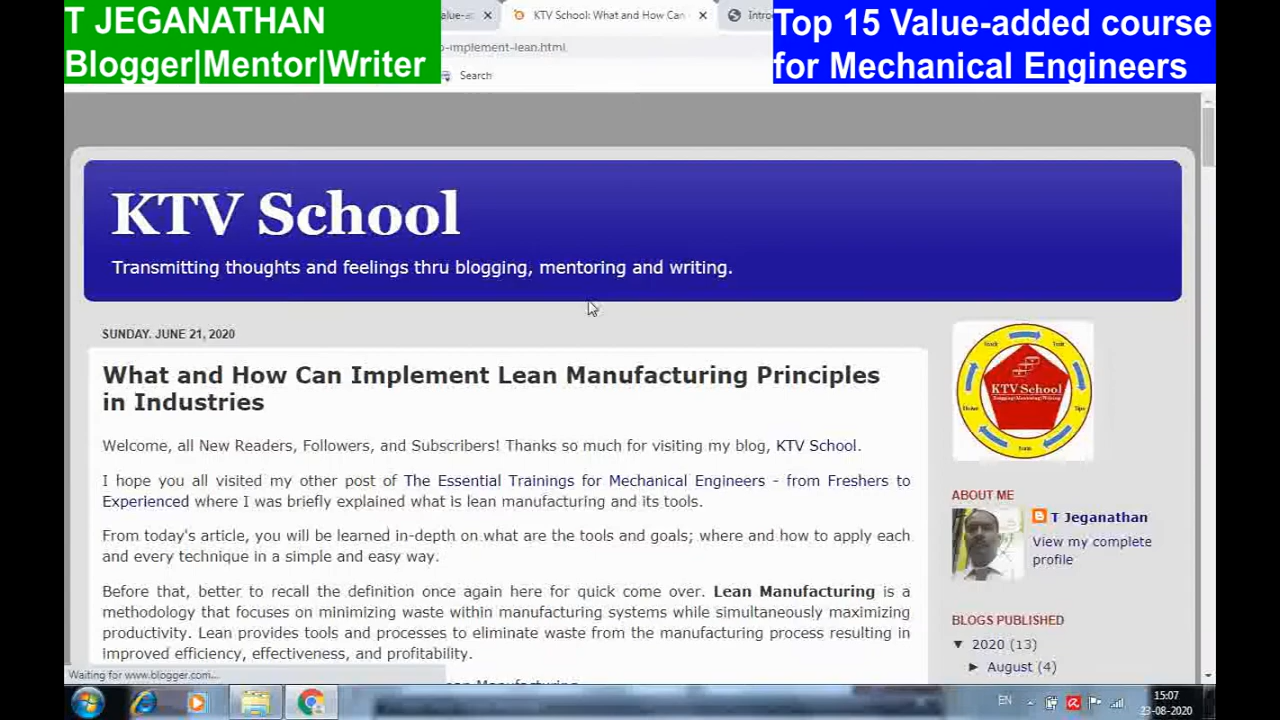 T JEGANATHAN
Blogger|Mentor|Writer
Top 15 Value-added course
for Mechanical Engineers
KTV School: What and How Can
Introd
o-implement-lean.html
Search
KTV School
Transmitting thoughts and feelings thru blogging, mentoring and writing.
SUNDAY, JUNE 21, 2020
What and How Can Implement Lean Manufacturing Principles
in Industries
Welcome, all New Readers, Followers, and Subscribers! Thanks so much for visiting my blog, KTV School.
I hope you all visited my other post of The Essential Trainings for Mechanical Engineers - from Freshers to
Experienced where I was briefly explained what is lean manufacturing and its tools.
From today's article, you will be learned in-depth on what are the tools and goals; where and how to apply each
and every technique in a simple and easy way.
Before that, better to recall the definition once again here for quick come over. Lean Manufacturing is a
methodology that focuses on minimizing waste within manufacturing systems while simultaneously maximizing
productivity. Lean provides tools and processes to eliminate waste from the manufacturing process resulting in
improved efficiency, effectiveness, and profitability.
KTV School
ABOUT ME
T Jeganathan
View my complete
profile
BLOGS PUBLISHED
▼ 2020 (13)
► August (4)
Waiting for www.blogger.com...
EN
15:07
23-08-2020